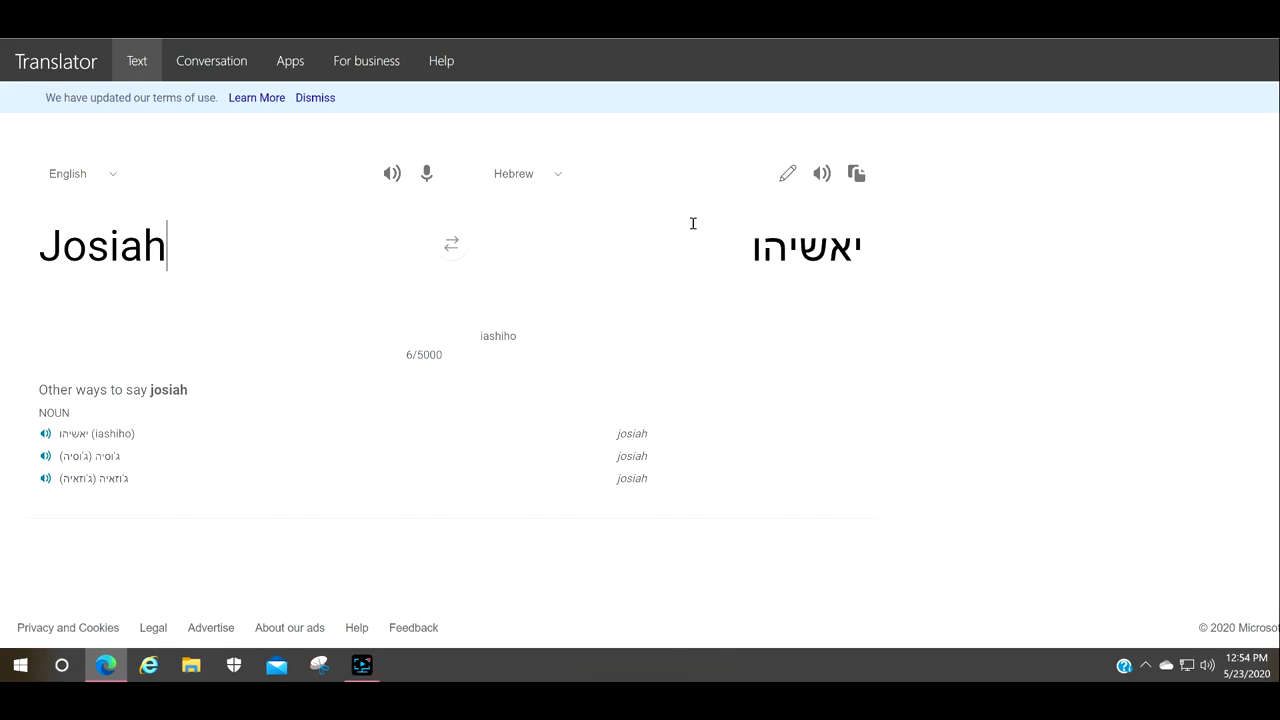 Translator Text Conversation Apps For business Help
We have updated our terms of use. Learn More Dismiss
English Hebrew
Josiah יאשיהו
iashiho
6/5000
Other ways to say josiah
NOUN
יאשיהו (iashiho) josiah
ג'וסיה (ג'וסיה) josiah
ג'וזאיה (ג'וזאיה) josiah
Privacy and Cookies Legal Advertise About our ads Help Feedback © 2020 Microsof
12:54 PM
5/23/2020